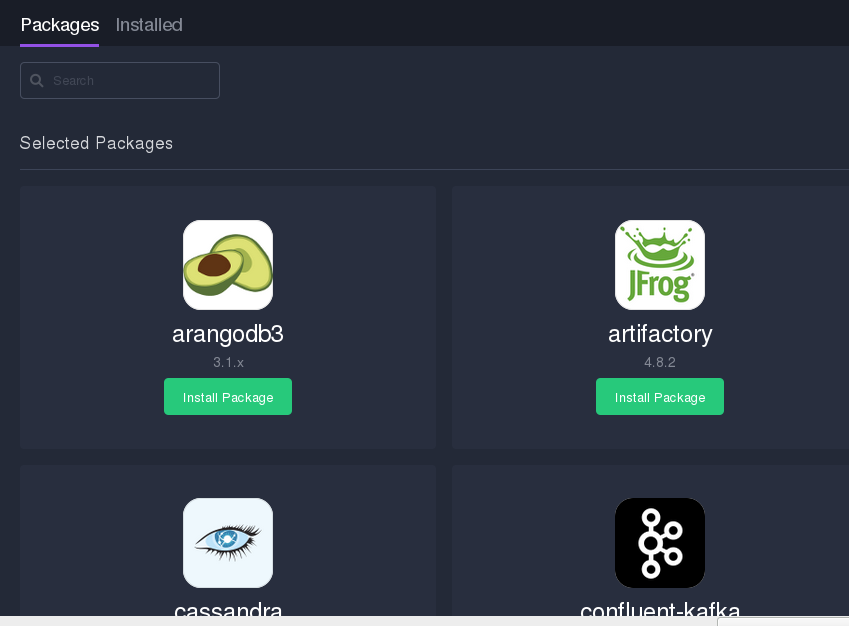 Packages Installed
Search
Selected Packages
JFrog
arangodb3 artifactory
3.1.x 4.8.2
Install Package Install Package
cassandra confluent-kafka